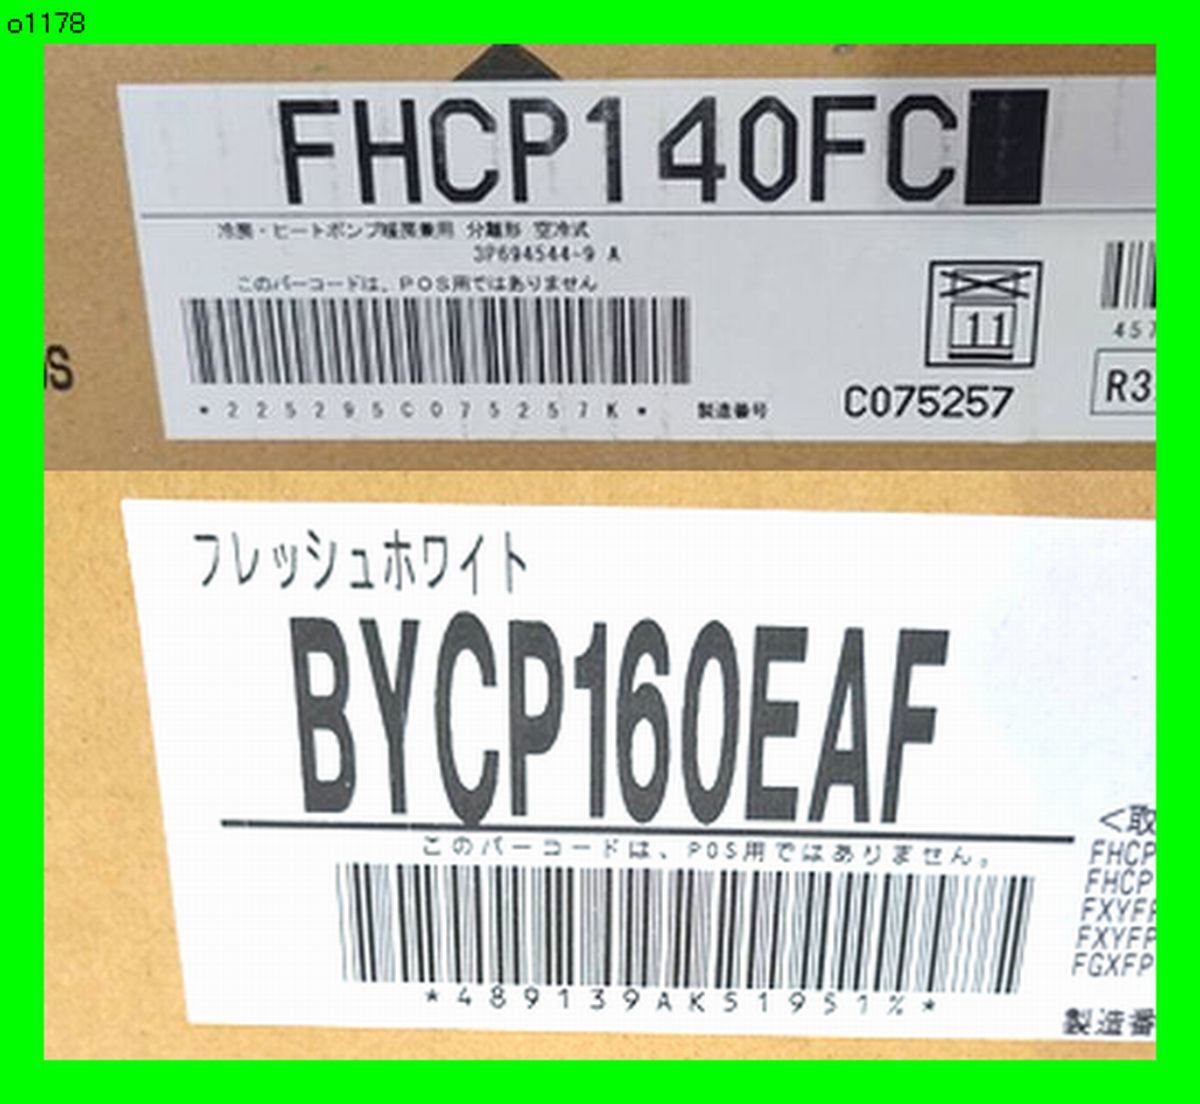 o1178
FHCP140FC■
冷房・ヒートポンプ暖房兼用 分離形 空冷式
3P694544-9 A
このバーコードは、POS用ではありません
11
457
R3
*225295C075257K*
製造番号 C075257
フレッシュホワイト
BYCP160EAF
このバーコードは、POS用ではありません。
<取
FHCP
FHCP
FXYFP
FXYFP
FGXFP
*489139AK51951%*
製造番